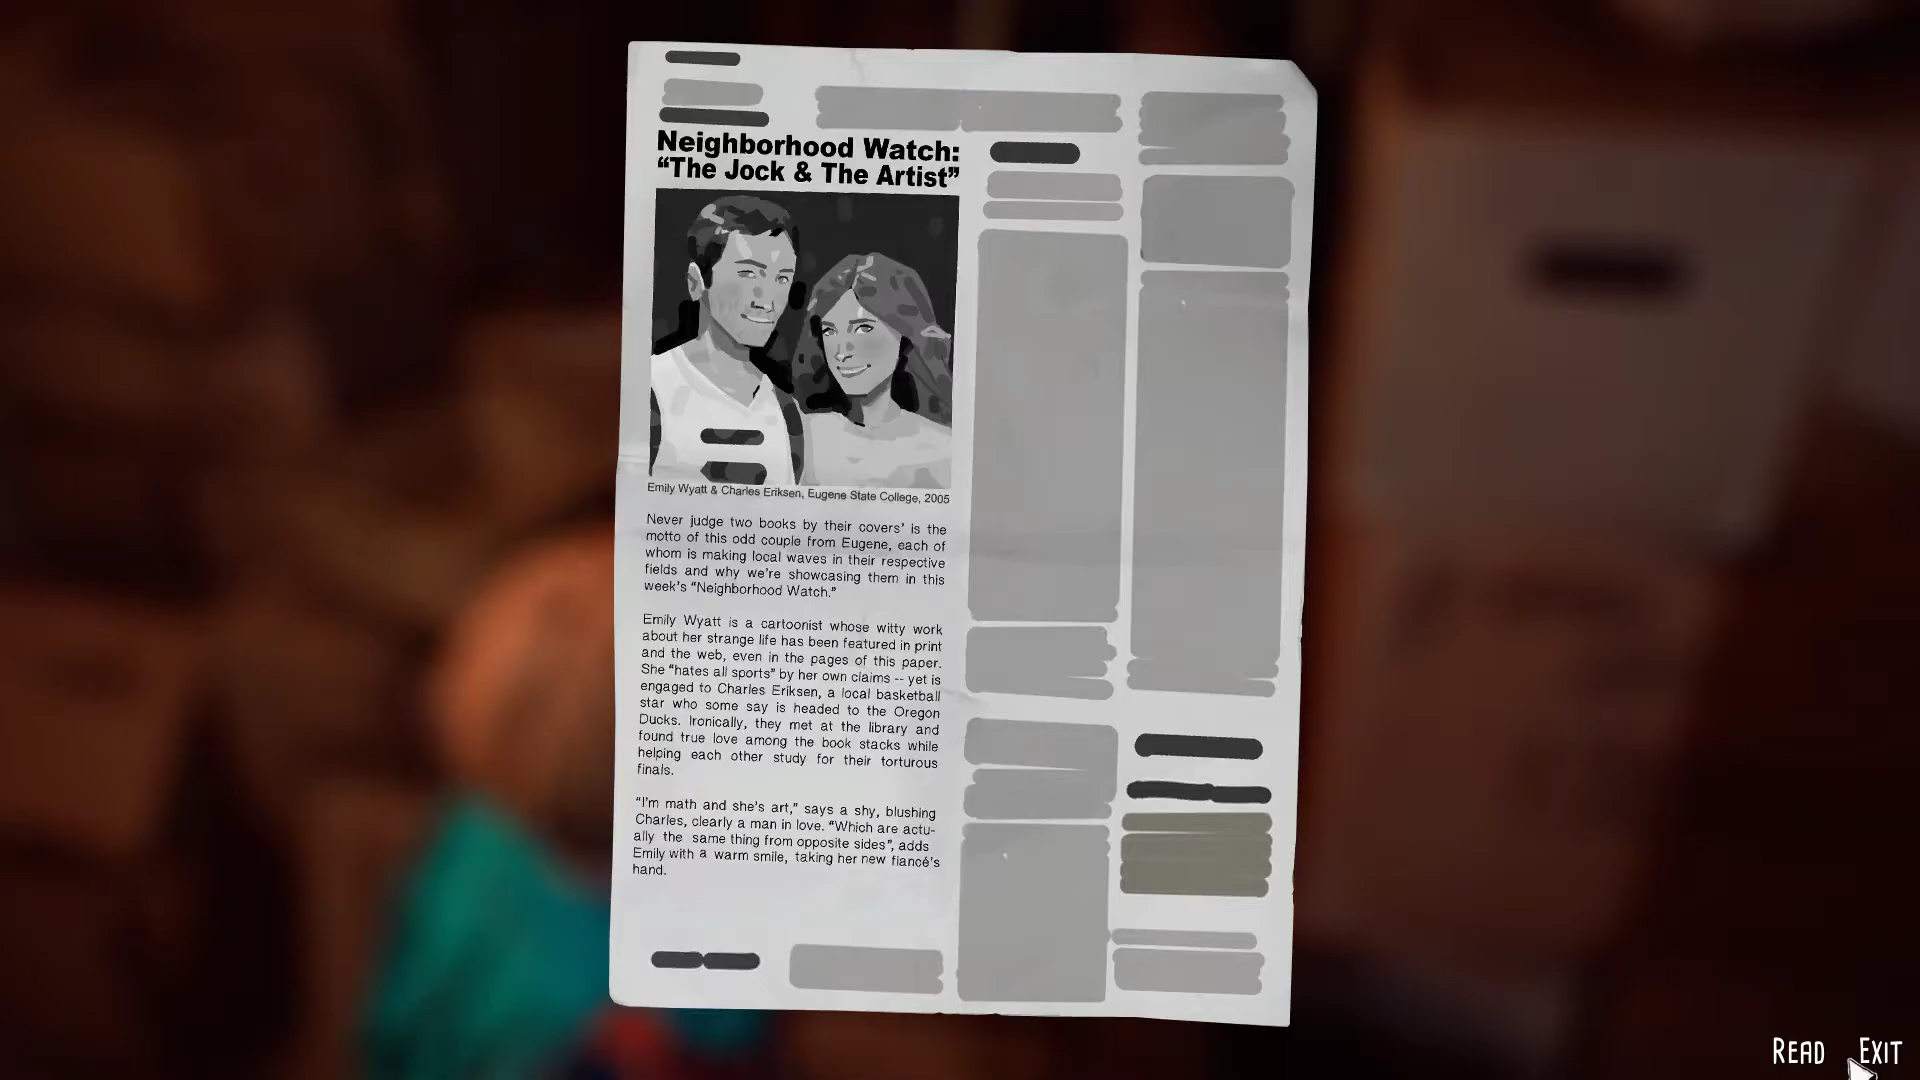 Neighborhood Watch:
“The Jock & The Artist”
Emily Wyatt & Charles Eriksen, Eugene State College, 2005
Never judge two books by their covers’ is the
motto of this odd couple from Eugene, each of
whom is making local waves in their respective
fields and why we’re showcasing them in this
week’s “Neighborhood Watch.”
Emily Wyatt is a cartoonist whose witty work
about her strange life has been featured in print
and the web, even in the pages of this paper.
She “hates all sports” by her own claims -- yet is
engaged to Charles Eriksen, a local basketball
star who some say is headed to the Oregon
Ducks. Ironically, they met at the library and
found true love among the book stacks while
helping each other study for their torturous
finals.
“I’m math and she’s art,” says a shy, blushing
Charles, clearly a man in love. “Which are actu-
ally the same thing from opposite sides”, adds
Emily with a warm smile, taking her new fiancé’s
hand.
READ EXIT